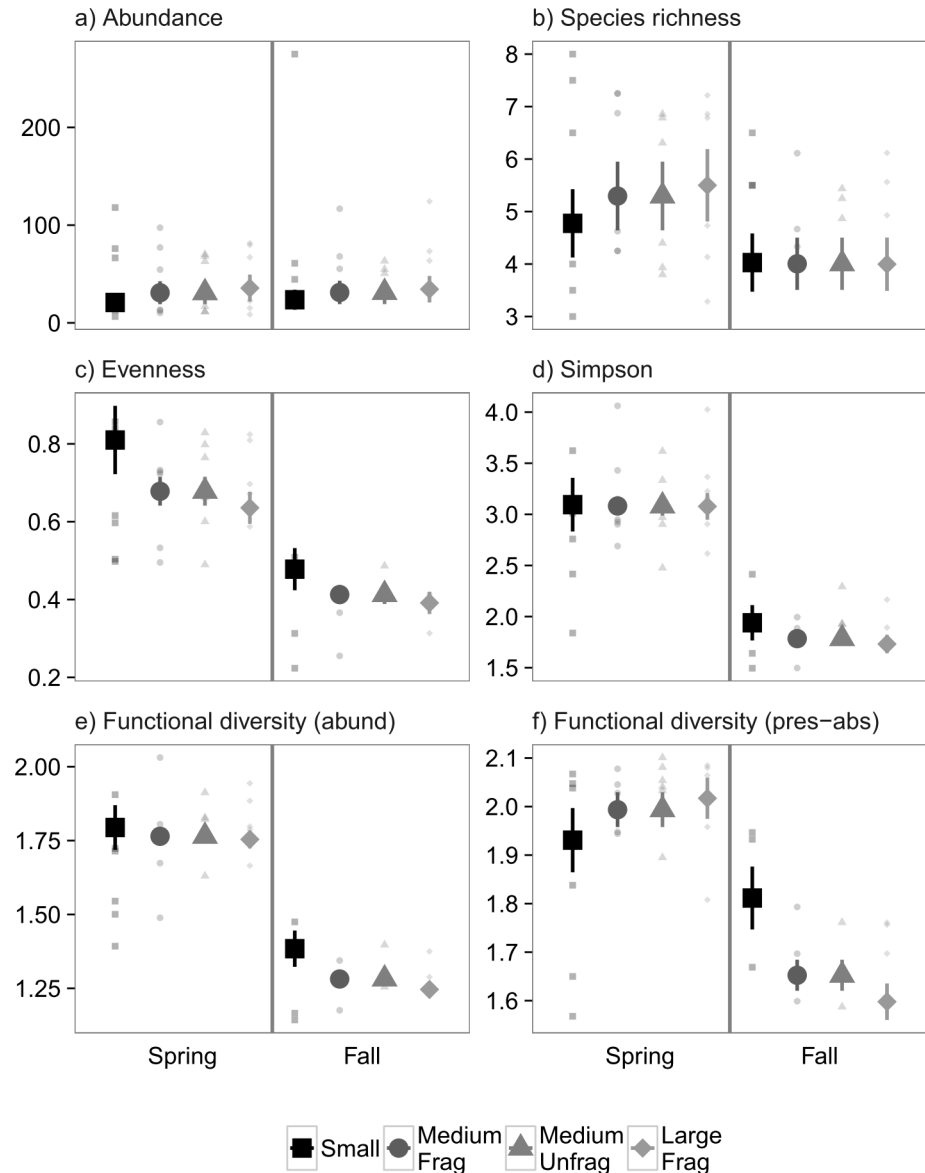 a) Abundance
b) Species richness
200
100
0
8
7
6
5
4
3
c) Evenness
d) Simpson
0.8
0.6
0.4
0.2
4.0
3.5
3.0
2.5
2.0
1.5
e) Functional diversity (abund)
f) Functional diversity (pres−abs)
2.00
1.75
1.50
1.25
2.1
2.0
1.9
1.8
1.7
1.6
Spring Fall
Spring Fall
Small
Medium
Frag
Medium
Unfrag
Large
Frag